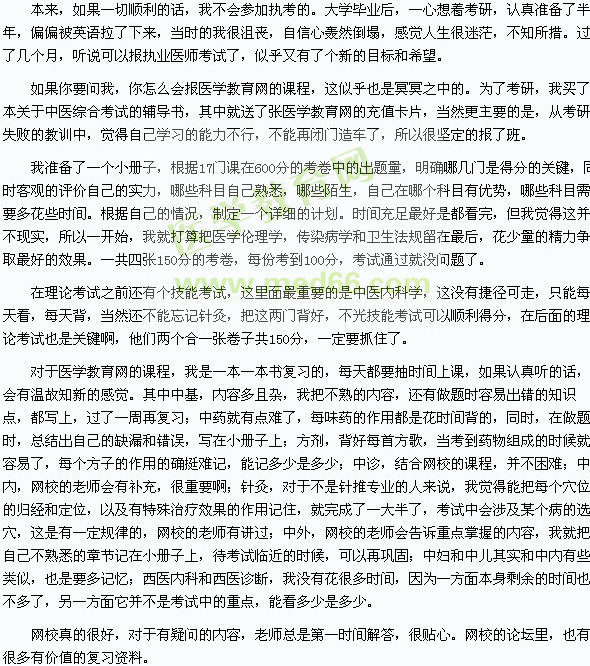 本来，如果一切顺利的话，我不会参加执考的。大学毕业后，一心想着考研，认真准备了半
年，偏偏被英语拉了下来，当时的我很沮丧，自信心轰然倒塌，感觉人生很迷茫，不知所措。过
了几个月，听说可以报执业医师考试了，似乎又有了个新的目标和希望。
如果你要问我，你怎么会报医学教育网的课程，这似乎也是冥冥之中的。为了考研，我买了
本关于中医综合考试的辅导书，其中就送了张医学教育网的充值卡片，当然更主要的是，从考研
失败的教训中，觉得自己学习的能力不行，不能再闭门造车了，所以很坚定的报了班。
我准备了一个小册子，根据17门课在600分的考卷中的出题量，明确哪几门是得分的关键，同
时客观的评价自己的实力，哪些科目自己熟悉，哪些陌生，自己在哪个科目有优势，哪些科目需
要多花些时间。根据自己的情况，制定一个详细的计划。时间充足最好是都看完，但我觉得这并
不现实，所以一开始，我就打算把医学伦理学，传染病学和卫生法规留在最后，花少量的精力争
取最好的效果。一共四张150分的考卷，每份考到100分，考试通过就没问题了。
在理论考试之前还有个技能考试，这里面最重要的是中医内科学，这没有捷径可走，只能每
天看，每天背，当然还不能忘记针灸，把这两门背好，不光技能考试可以顺利得分，在后面的理
论考试也是关键啊，他们两个合一张卷子共150分，一定要抓住了。
对于医学教育网的课程，我是一本一本书复习的，每天都要抽时间上课，如果认真听的话，
会有温故知新的感觉。其中中基，内容多且杂，我把不熟的内容，还有做题时容易出错的知识
点，都写上，过了一周再复习；中药就有点难了，每味药的作用都是花时间背的，同时，在做题
时，总结出自己的缺漏和错误，写在小册子上；方剂，背好每首方歌，当考到药物组成的时候就
容易了，每个方子的作用的确挺难记，能记多少是多少；中诊，结合网校的课程，并不困难；中
内，网校的老师会有补充，很重要啊；针灸，对于不是针推专业的人来说，我觉得能把每个穴位
的归经和定位，以及有特殊治疗效果的作用记住，就完成了一大半了，考试中会涉及某个病的选
穴，这是有一定规律的，网校的老师有讲过；中外，网校的老师会告诉重点掌握的内容，我就把
自己不熟悉的章节记在小册子上，待考试临近的时候，可以再巩固；中妇和中儿其实和中内有些
类似，也是要多记忆；西医内科和西医诊断，我没有花很多时间，因为一方面本身剩余的时间也
不多了，另一方面它并不是考试中的重点，能看多少是多少。
网校真的很好，对于有疑问的内容，老师总是第一时间解答，很贴心。网校的论坛里，也有
很多有价值的复习资料。
医学教育网
www.med66.com